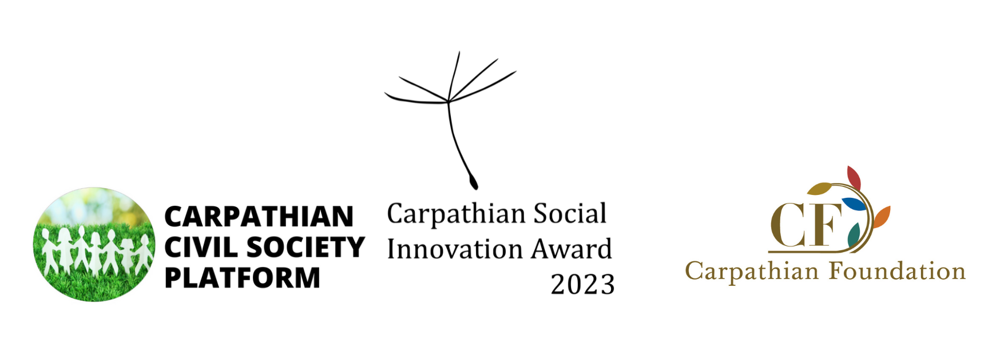 CARPATHIAN
CIVIL SOCIETY
PLATFORM
Carpathian Social
Innovation Award
2023
CF
Carpathian Foundation